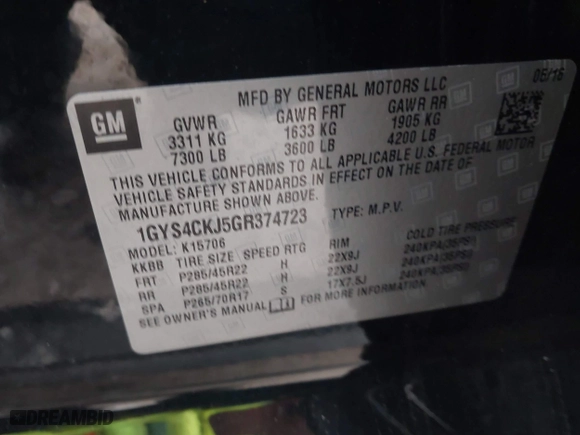 GM
MFD BY GENERAL MOTORS LLC 05/16
GVWR GAWR FRT GAWR RR
3311 KG 1633 KG 1905 KG
7300 LB 3600 LB 4200 LB
THIS VEHICLE CONFORMS TO ALL APPLICABLE U.S. FEDERAL MOTOR
VEHICLE SAFETY STANDARDS IN EFFECT ON THE DATE OF
MANUFACTURE SHOWN ABOVE.
1GYS4CKJ5GR374723 TYPE: M.P.V.
MODEL: K15706
KKBB TIRE SIZE SPEED RTG RIM COLD TIRE PRESSURE
FRT P285/45R22 H 22X9J 240KPA(35PSI)
RR P285/45R22 H 22X9J 240KPA(35PSI)
SPA P265/70R17 S 17X7.5J 240KPA(35PSI)
SEE OWNER'S MANUAL FOR MORE INFORMATION.
DREAMBID